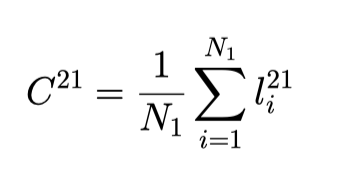 C^{21} = \frac{1}{N_1} \sum_{i=1}^{N_1} l_i^{21}